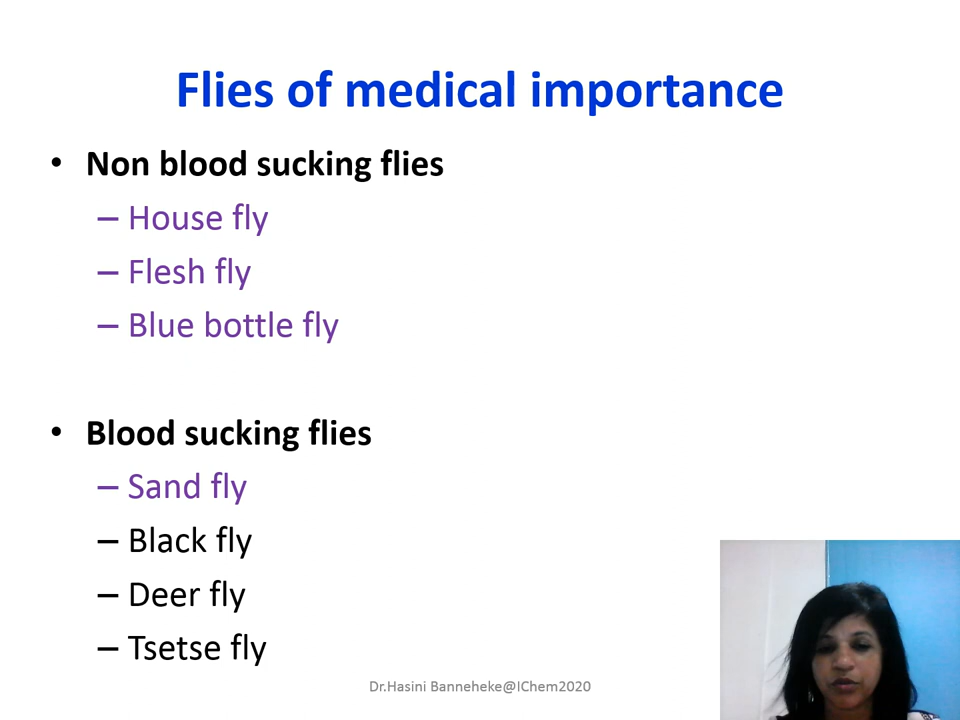 Flies of medical importance
• Non blood sucking flies
– House fly
– Flesh fly
– Blue bottle fly
• Blood sucking flies
– Sand fly
– Black fly
– Deer fly
– Tsetse fly
Dr.Hasini Banneheke@IChem2020